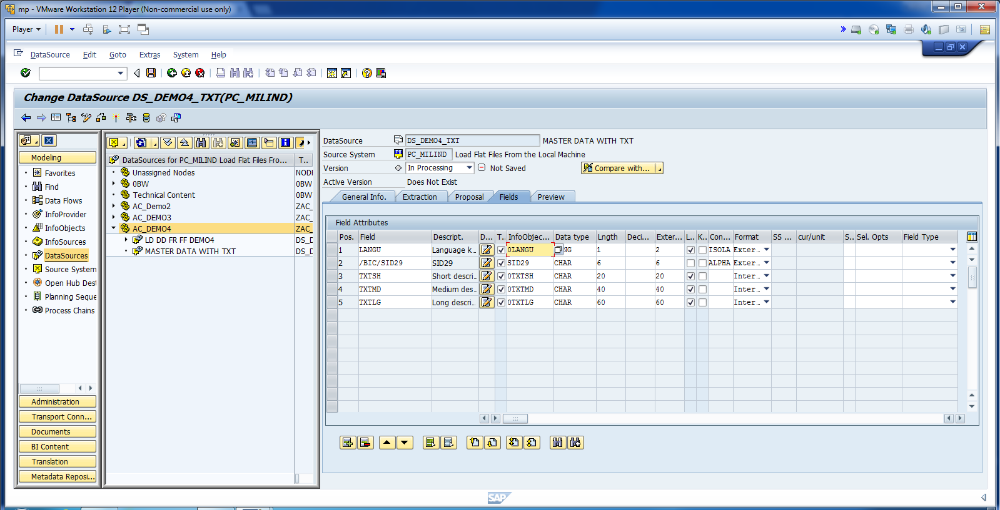 mp - VMware Workstation 12 Player (Non-commercial use only)
Player
DataSource Edit Goto Extras System Help
Change DataSource DS_DEMO4_TXT(PC_MILIND)
Modeling
Favorites
Find
Data Flows
InfoProvider
InfoObjects
InfoSources
DataSources
Source System
Open Hub Dest
Planning Seque
Process Chains
Administration
Transport Conn...
Documents
BI Content
Translation
Metadata Reposi...
DataSources for PC_MILIND Load Flat Files Fro... T..
Unassigned Nodes NODE
0BW 0BW
Technical Content 0BW
AC_Demo2 ZAC_
AC_DEMO3 ZAC_
AC_DEMO4 ZAC_
LD DD FR FF DEMO4 DS_D
MASTER DATA WITH TXT DS_D
DataSource DS_DEMO4_TXT MASTER DATA WITH TXT
Source System PC_MILIND Load Flat Files From the Local Machine
Version In Processing Not Saved Compare with...
Active Version Does Not Exist
General Info. Extraction Proposal Fields Preview
Field Attributes
Pos. Field Descript. D... T.. InfoObjec... Data type Lngth Deci... Exter... L.. K.. Con... Format SS ... cur/unit S.. Sel. Opts Field Type
1 LANGU Language k... 0LANGU NG 1 2 ISOLA Exter...
2 /BIC/SID29 SID29 SID29 CHAR 6 6 ALPHA Exter...
3 TXTSH Short descri... 0TXTSH CHAR 20 20 Inter...
4 TXTMD Medium des... 0TXTMD CHAR 40 40 Inter...
5 TXTLG Long descri... 0TXTLG CHAR 60 60 Inter...
SAP